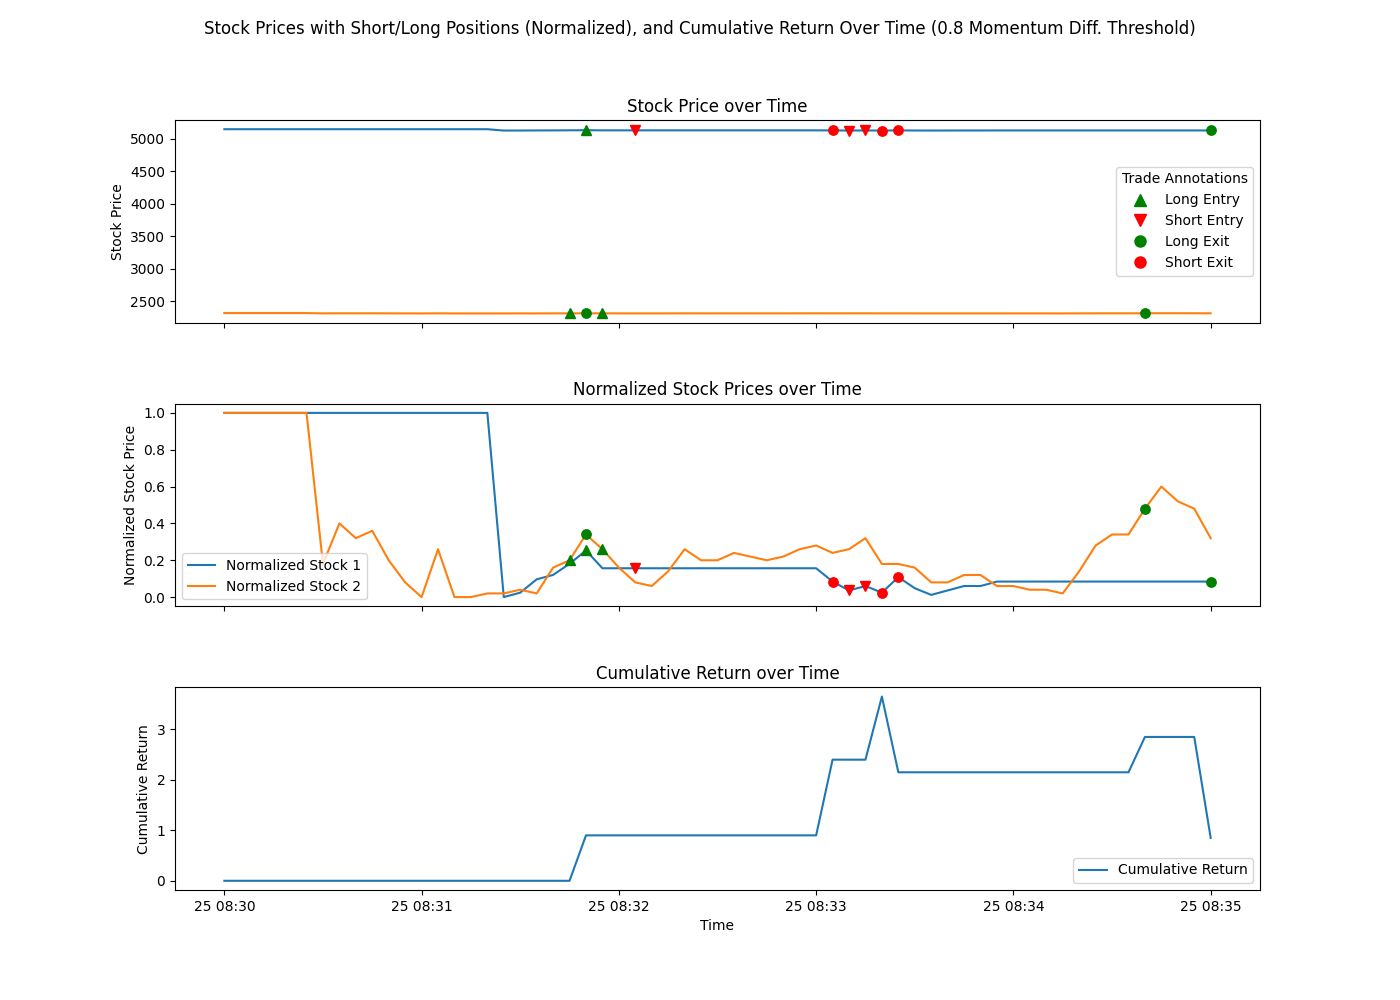 Stock Prices with Short/Long Positions (Normalized), and Cumulative Return Over Time (0.8 Momentum Diff. Threshold)
Stock Price over Time
Stock Price
5000
4500
4000
3500
3000
2500
Trade Annotations
Long Entry
Short Entry
Long Exit
Short Exit
Normalized Stock Prices over Time
Normalized Stock Price
1.0
0.8
0.6
0.4
0.2
0.0
Normalized Stock 1
Normalized Stock 2
Cumulative Return over Time
Cumulative Return
3
2
1
0
Cumulative Return
25 08:30 25 08:31 25 08:32 25 08:33 25 08:34 25 08:35
Time